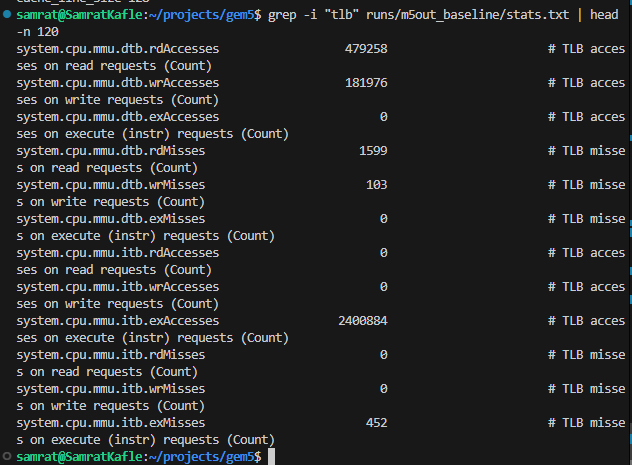 samrat@SamratKafle:~/projects/gem5$ grep -i "tlb" runs/m5out_baseline/stats.txt | head
-n 120
system.cpu.mmu.dtb.rdAccesses 479258 # TLB acces
ses on read requests (Count)
system.cpu.mmu.dtb.wrAccesses 181976 # TLB acces
ses on write requests (Count)
system.cpu.mmu.dtb.exAccesses 0 # TLB acces
ses on execute (instr) requests (Count)
system.cpu.mmu.dtb.rdMisses 1599 # TLB misse
s on read requests (Count)
system.cpu.mmu.dtb.wrMisses 103 # TLB misse
s on write requests (Count)
system.cpu.mmu.dtb.exMisses 0 # TLB misse
s on execute (instr) requests (Count)
system.cpu.mmu.itb.rdAccesses 0 # TLB acces
ses on read requests (Count)
system.cpu.mmu.itb.wrAccesses 0 # TLB acces
ses on write requests (Count)
system.cpu.mmu.itb.exAccesses 2400884 # TLB acces
ses on execute (instr) requests (Count)
system.cpu.mmu.itb.rdMisses 0 # TLB misse
s on read requests (Count)
system.cpu.mmu.itb.wrMisses 0 # TLB misse
s on write requests (Count)
system.cpu.mmu.itb.exMisses 452 # TLB misse
s on execute (instr) requests (Count)
samrat@SamratKafle:~/projects/gem5$